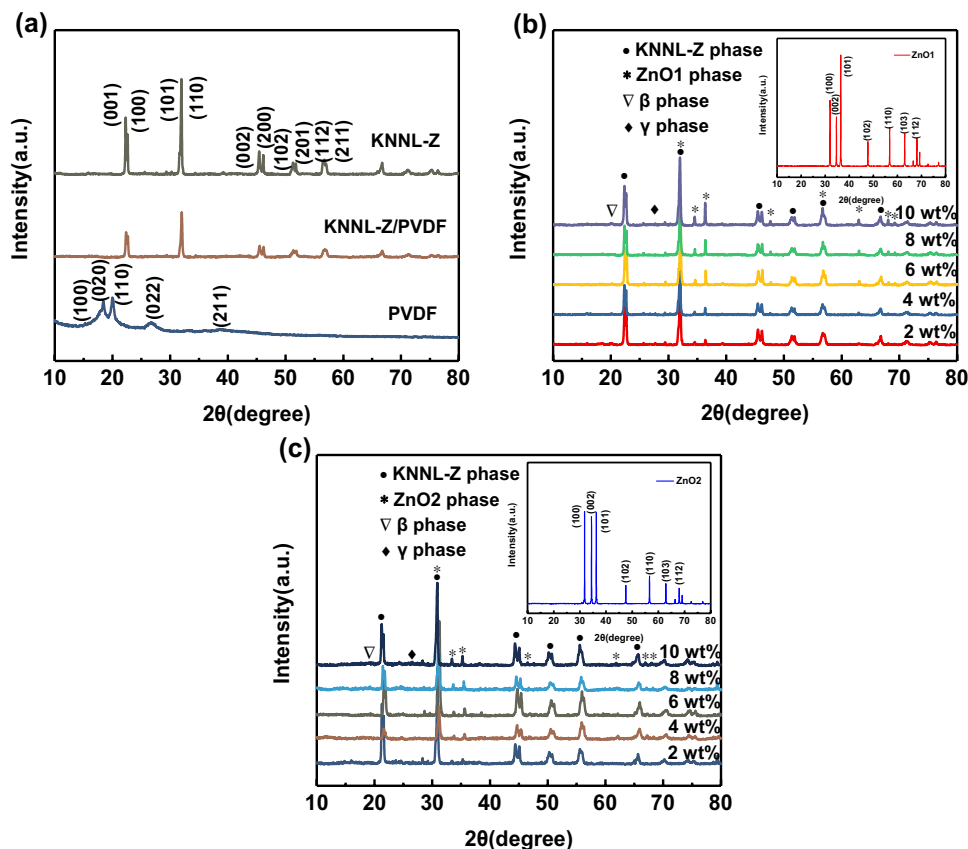 (a)
Intensity(a.u.)
(001)
(100)
(101)
(110)
(002)
(200)
(102)
(201)
(112)
(211)
KNNL-Z
KNNL-Z/PVDF
(100)
(020)
(110)
(022)
(211)
PVDF
10 20 30 40 50 60 70 80
2θ(degree)
(b)
Intensity(a.u.)
● KNNL-Z phase
* ZnO1 phase
▽ β phase
♦ γ phase
Intensity(a.u.)
ZnO1
(100)
(002)
(101)
(102)
(110)
(103)
(112)
10 20 30 40 50 60 70 80
2θ(degree)
10 wt%
8 wt%
6 wt%
4 wt%
2 wt%
10 20 30 40 50 60 70 80
2θ(degree)
(c)
Intensity(a.u.)
● KNNL-Z phase
* ZnO2 phase
▽ β phase
♦ γ phase
Intensity(a.u.)
ZnO2
(100)
(002)
(101)
(102)
(110)
(103)
(112)
10 20 30 40 50 60 70 80
2θ(degree)
10 wt%
8 wt%
6 wt%
4 wt%
2 wt%
10 20 30 40 50 60 70 80
2θ(degree)